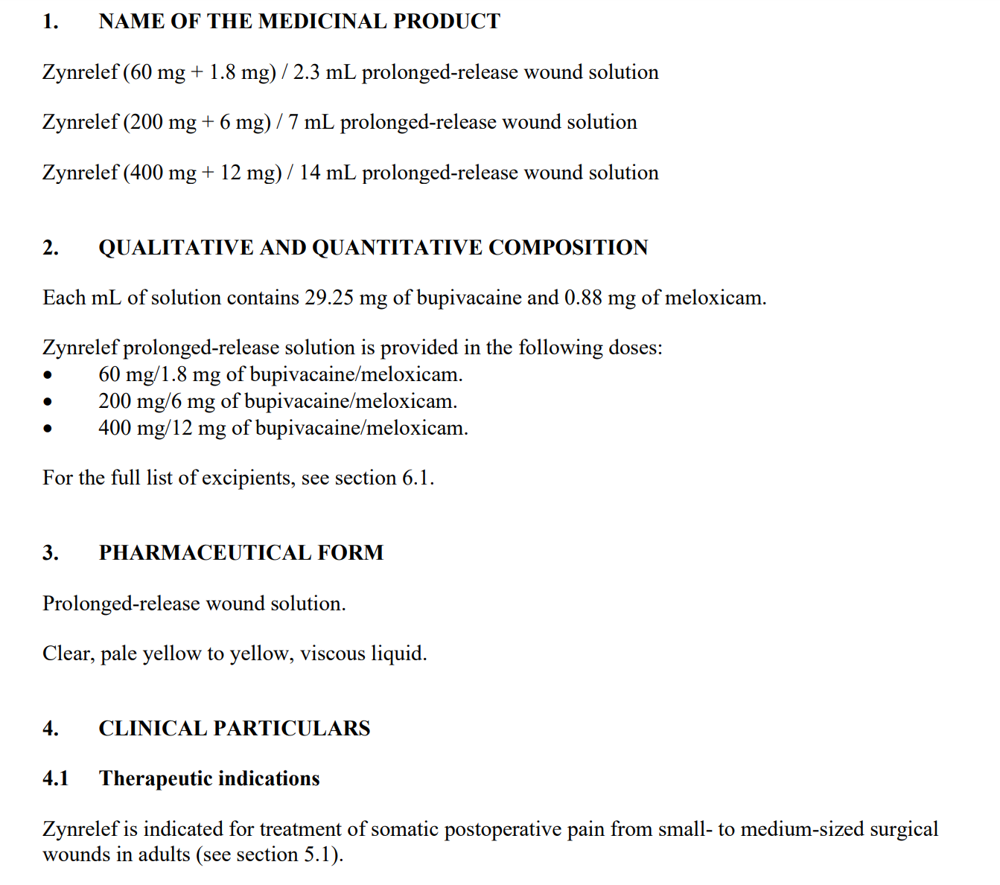 1. NAME OF THE MEDICINAL PRODUCT
Zynrelef (60 mg + 1.8 mg) / 2.3 mL prolonged-release wound solution
Zynrelef (200 mg + 6 mg) / 7 mL prolonged-release wound solution
Zynrelef (400 mg + 12 mg) / 14 mL prolonged-release wound solution
2. QUALITATIVE AND QUANTITATIVE COMPOSITION
Each mL of solution contains 29.25 mg of bupivacaine and 0.88 mg of meloxicam.
Zynrelef prolonged-release solution is provided in the following doses:
● 60 mg/1.8 mg of bupivacaine/meloxicam.
● 200 mg/6 mg of bupivacaine/meloxicam.
● 400 mg/12 mg of bupivacaine/meloxicam.
For the full list of excipients, see section 6.1.
3. PHARMACEUTICAL FORM
Prolonged-release wound solution.
Clear, pale yellow to yellow, viscous liquid.
4. CLINICAL PARTICULARS
4.1 Therapeutic indications
Zynrelef is indicated for treatment of somatic postoperative pain from small- to medium-sized surgical
wounds in adults (see section 5.1).